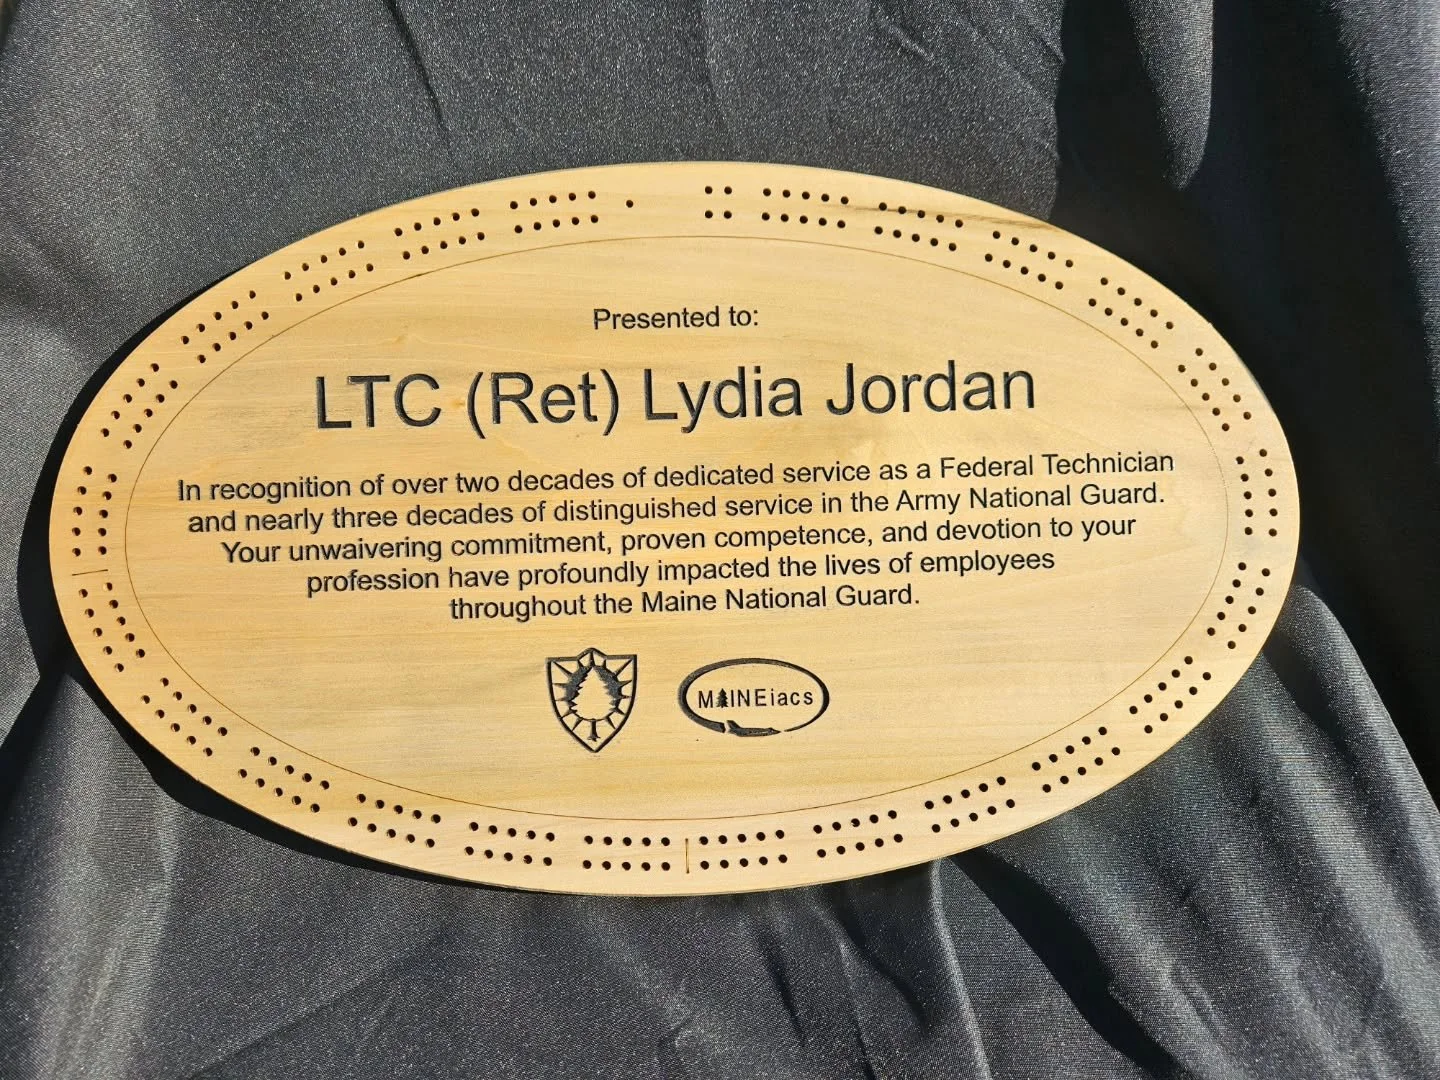 Presented to:
LTC (Ret) Lydia Jordan
In recognition of over two decades of dedicated service as a Federal Technician
and nearly three decades of distinguished service in the Army National Guard.
Your unwaivering commitment, proven competence, and devotion to your
profession have profoundly impacted the lives of employees
throughout the Maine National Guard.
MAINEiacs